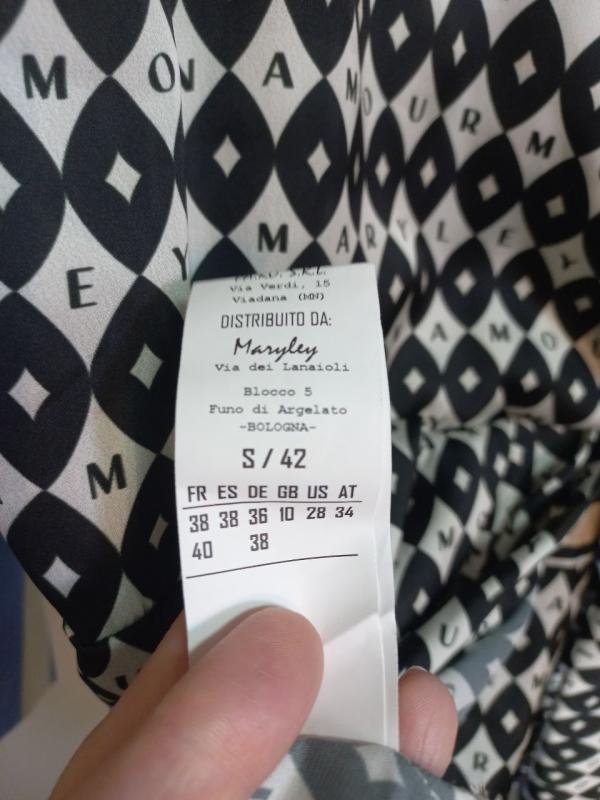 M O N A M O U R M
E Y M A R Y L E Y
A M O
M
S.R.L.
Via Verdi, 15
Viadana (MN)
DISTRIBUITO DA:
Maryley
Via dei Lanaioli
Blocco 5
Funo di Argelato
-BOLOGNA-
S / 42
FR ES DE GB US AT
38 38 36 10 28 34
40 38
U
R